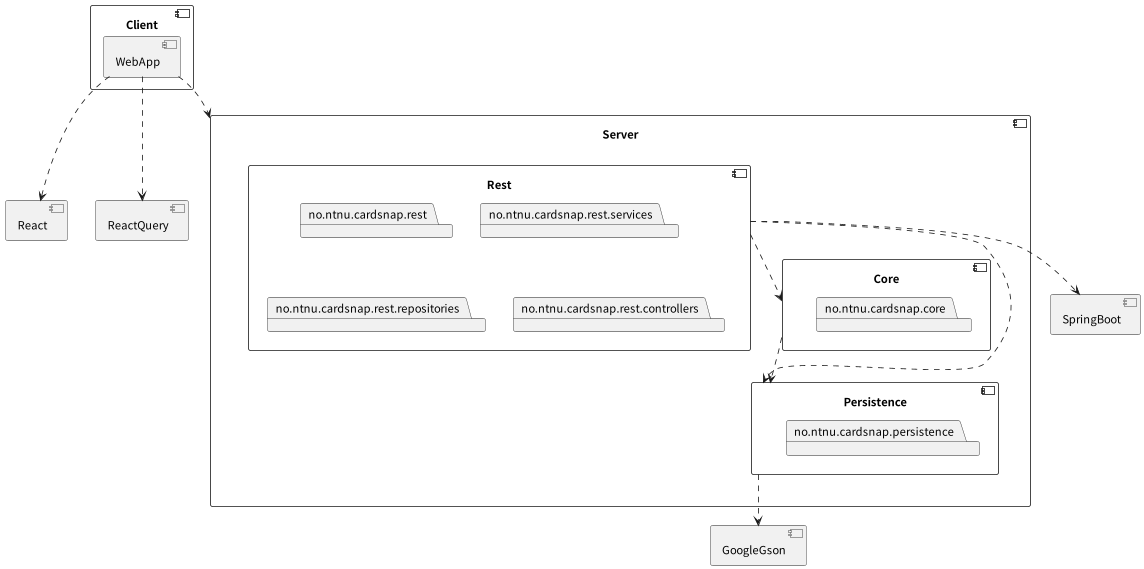 Client
WebApp
Server
Rest
no.ntnu.cardsnap.rest
no.ntnu.cardsnap.rest.services
React
ReactQuery
Core
no.ntnu.cardsnap.rest.repositories
no.ntnu.cardsnap.rest.controllers
no.ntnu.cardsnap.core
SpringBoot
Persistence
no.ntnu.cardsnap.persistence
GoogleGson